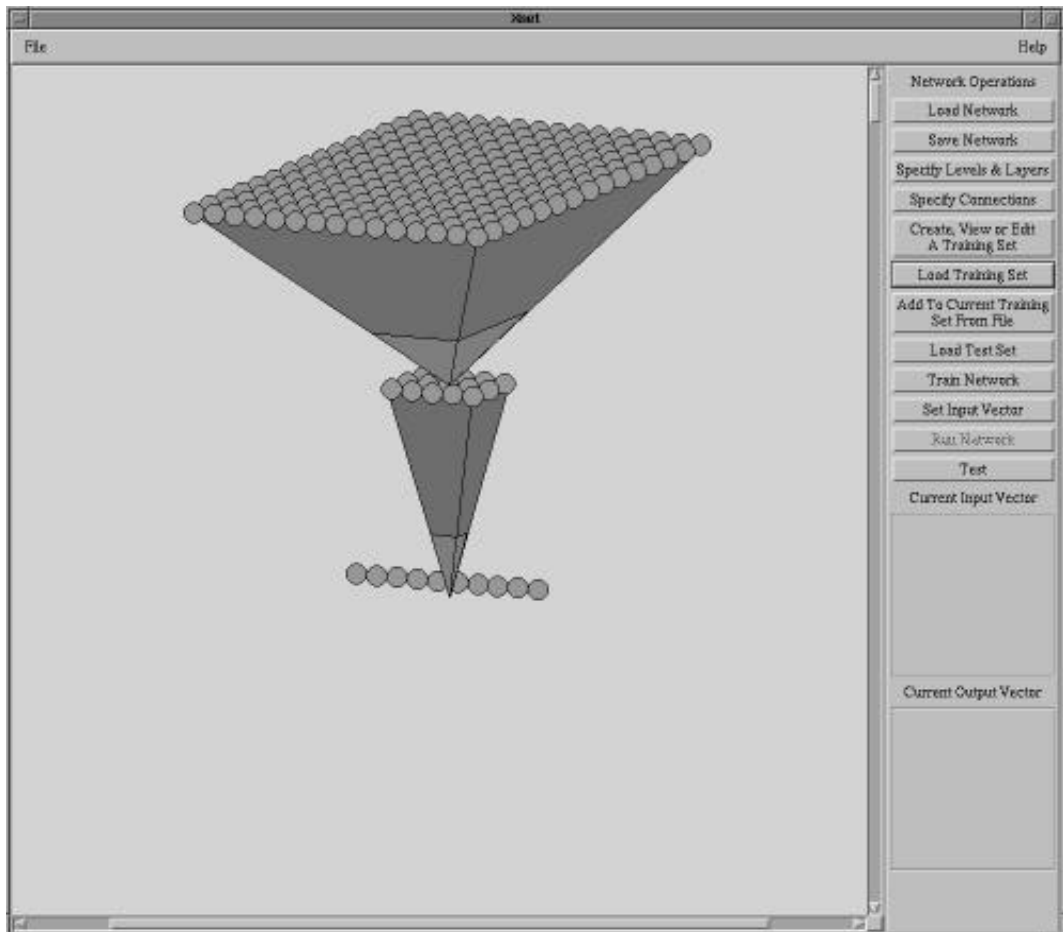 Xnet
File
Help
Network Operations
Load Network
Save Network
Specify Levels & Layers
Specify Connections
Create, View or Edit
A Training Set
Load Training Set
Add To Current Training
Set From File
Load Test Set
Train Network
Set Input Vector
Run Network
Test
Current Input Vector
Current Output Vector